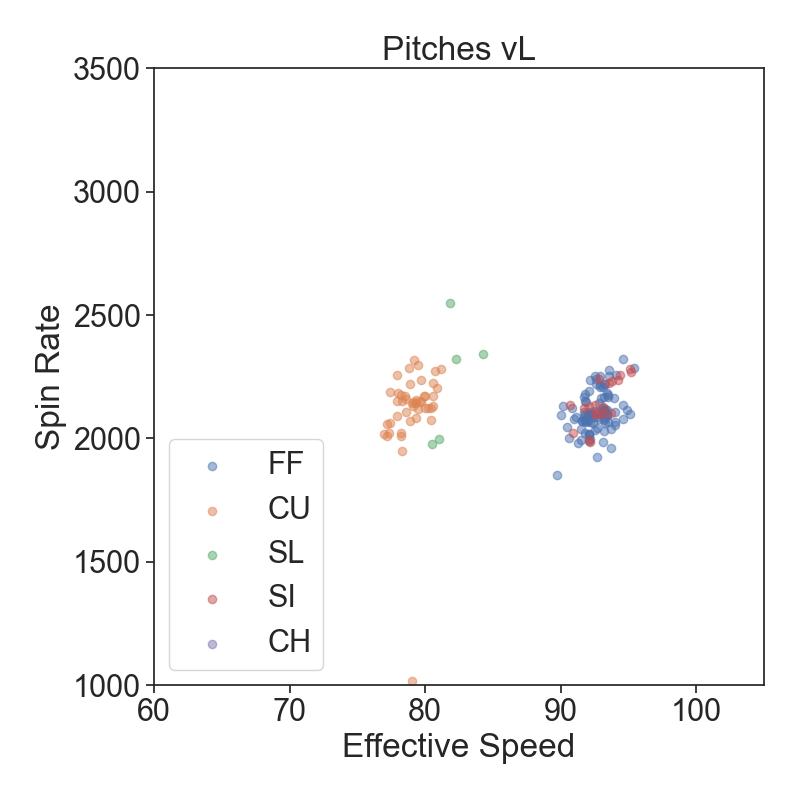 Pitches vL
3500
3000
2500
2000
1500
1000
Spin Rate
FF
CU
SL
SI
CH
60 70 80 90 100
Effective Speed